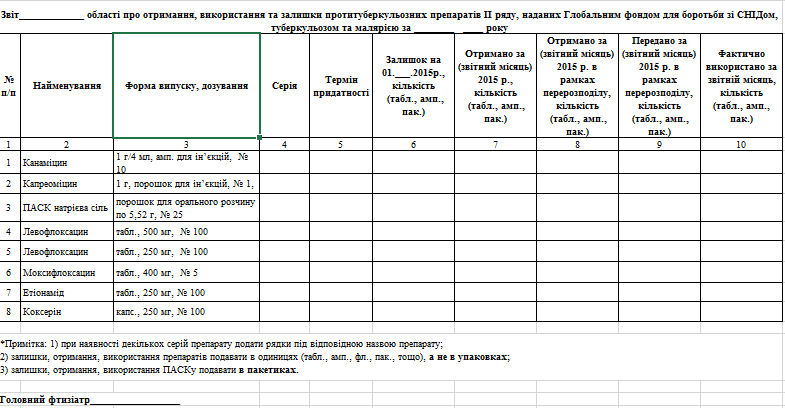 Звіт_____________ області про отримання, використання та залишки протитуберкульозних препаратів ІІ ряду, наданих Глобальним фондом для боротьби зі СНІДом,
туберкульозом та малярією за ________ ____ року
№ п/п
Найменування
Форма випуску, дозування
Серія
Термін придатності
Залишок на 01.___.2015р., кількість (табл., амп., пак.)
Отримано за (звітний місяць) 2015 р., кількість (табл., амп., пак.)
Отримано за (звітний місяць) 2015 р. в рамках перерозподілу, кількість (табл., амп., пак.)
Передано за (звітний місяць) 2015 р. в рамках перерозподілу, кількість (табл., амп., пак.)
Фактично використано за звітній місяць, кількість (табл., амп., пак.)
1 2 3 4 5 6 7 8 9 10
1 Канаміцин 1 г/4 мл, амп. для ін’єкцій, № 10
2 Капреоміцин 1 г, порошок для ін’єкцій, № 1,
3 ПАСК натрієва сіль порошок для орального розчину по 5,52 г, № 25
4 Левофлоксацин табл., 500 мг, № 100
5 Левофлоксацин табл., 250 мг, № 100
6 Моксифлоксацин табл., 400 мг, № 5
7 Етіонамід табл., 250 мг, № 100
8 Коксерін капс., 250 мг, № 100
*Примітка: 1) при наявності декількох серій препарату додати рядки під відповідною назвою препарату;
2) залишки, отримання, використання препаратів подавати в одиницях (табл., амп., фл., пак., тощо), а не в упаковках;
3) залишки, отримання, використання ПАСКу подавати в пакетиках.
Головний фтизіатр__________________